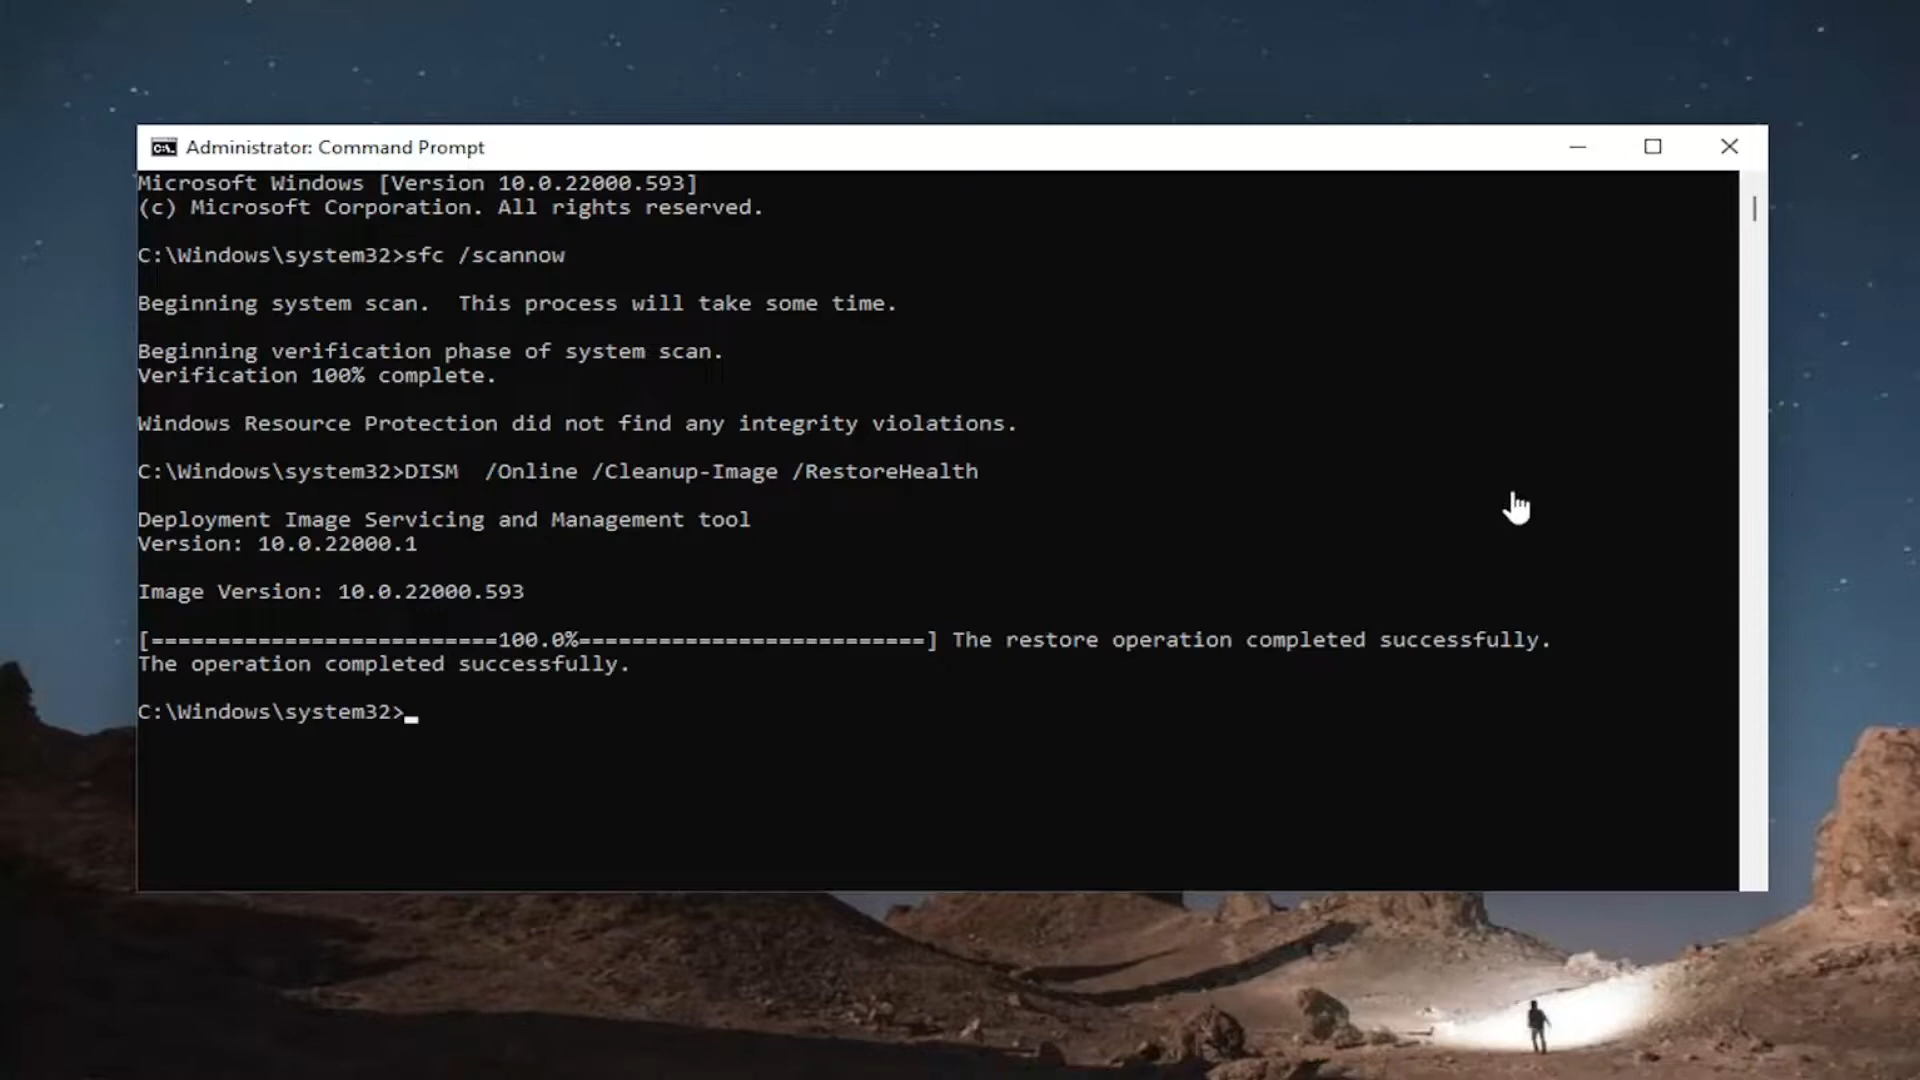 Administrator: Command Prompt
Microsoft Windows [Version 10.0.22000.593]
(c) Microsoft Corporation. All rights reserved.
C:\Windows\system32>sfc /scannow
Beginning system scan.  This process will take some time.
Beginning verification phase of system scan.
Verification 100% complete.
Windows Resource Protection did not find any integrity violations.
C:\Windows\system32>DISM  /Online /Cleanup-Image /RestoreHealth
Deployment Image Servicing and Management tool
Version: 10.0.22000.1
Image Version: 10.0.22000.593
[==========================100.0%==========================] The restore operation completed successfully.
The operation completed successfully.
C:\Windows\system32>